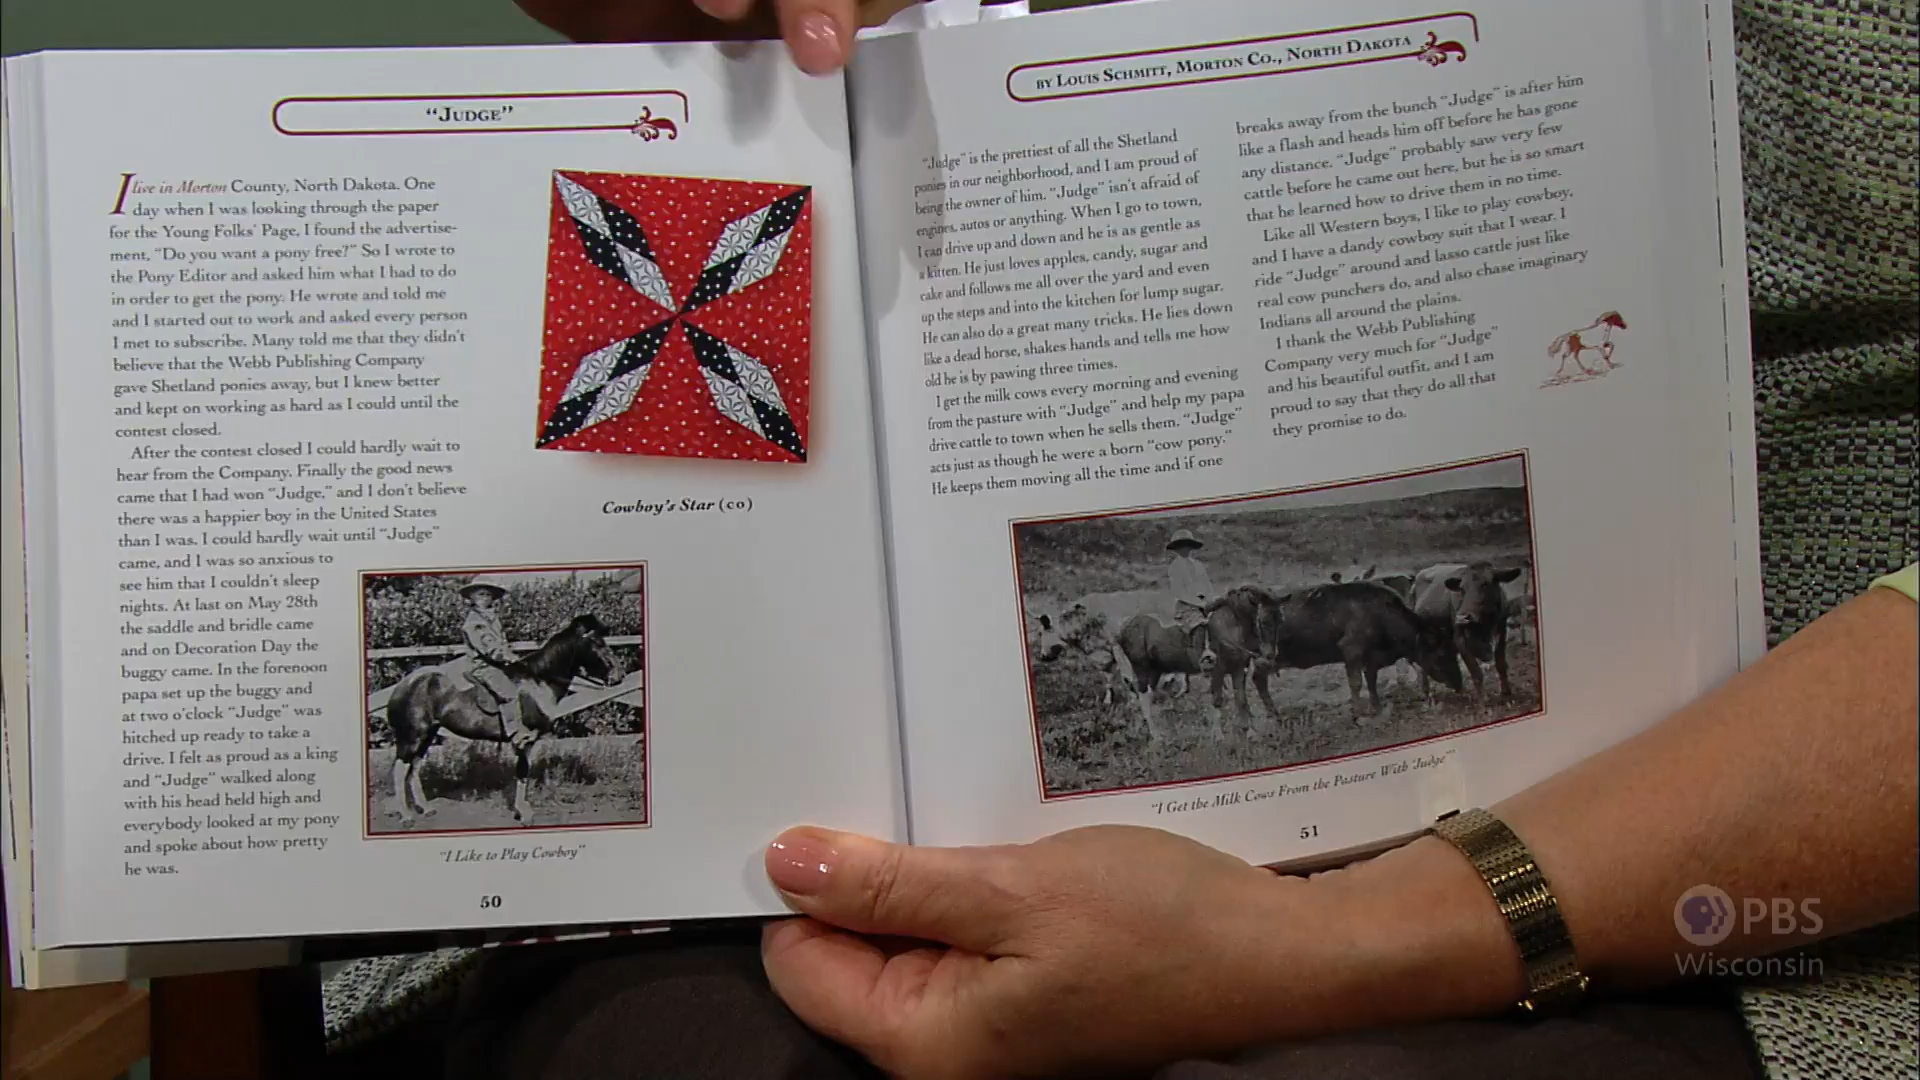 "JUDGE"
I live in Morton County, North Dakota. One
day when I was looking through the paper
for the Young Folks' Page, I found the advertise-
ment, "Do you want a pony free?" So I wrote to
the Pony Editor and asked him what I had to do
in order to get the pony. He wrote and told me
and I started out to work and asked every person
I met to subscribe. Many told me that they didn't
believe that the Webb Publishing Company
gave Shetland ponies away, but I knew better
and kept on working as hard as I could until the
contest closed.
After the contest closed I could hardly wait to
hear from the Company. Finally the good news
came that I had won "Judge," and I don't believe
there was a happier boy in the United States
than I was. I could hardly wait until "Judge"
came, and I was so anxious to
see him that I couldn't sleep
nights. At last on May 28th
the saddle and bridle came
and on Decoration Day the
buggy came. In the forenoon
papa set up the buggy and
at two o'clock "Judge" was
hitched up ready to take a
drive. I felt as proud as a king
and "Judge" walked along
with his head held high and
everybody looked at my pony
and spoke about how pretty
he was.
Cowboy's Star (CO)
"I Like to Play Cowboy"
50
BY LOUIS SCHMITT, MORTON CO., NORTH DAKOTA
"Judge" is the prettiest of all the Shetland
ponies in our neighborhood, and I am proud of
being the owner of him. "Judge" isn't afraid of
engines, autos or anything. When I go to town,
I can drive up and down and he is as gentle as
a kitten. He just loves apples, candy, sugar and
cake and follows me all over the yard and even
up the steps and into the kitchen for lump sugar.
He can also do a great many tricks. He lies down
like a dead horse, shakes hands and tells me how
old he is by pawing three times.
I get the milk cows every morning and evening
from the pasture with "Judge" and help my papa
drive cattle to town when he sells them. "Judge"
acts just as though he were a born "cow pony."
He keeps them moving all the time and if one
breaks away from the bunch "Judge" is after him
like a flash and heads him off before he has gone
any distance. "Judge" probably saw very few
cattle before he came out here, but he is so smart
that he learned how to drive them in no time.
Like all Western boys, I like to play cowboy,
and I have a dandy cowboy suit that I wear. I
ride "Judge" around and lasso cattle just like
real cow punchers do, and also chase imaginary
Indians all around the plains.
I thank the Webb Publishing
Company very much for "Judge"
and his beautiful outfit, and I am
proud to say that they do all that
they promise to do.
"I Get the Milk Cows From the Pasture With 'Judge'"
51
PBS
Wisconsin